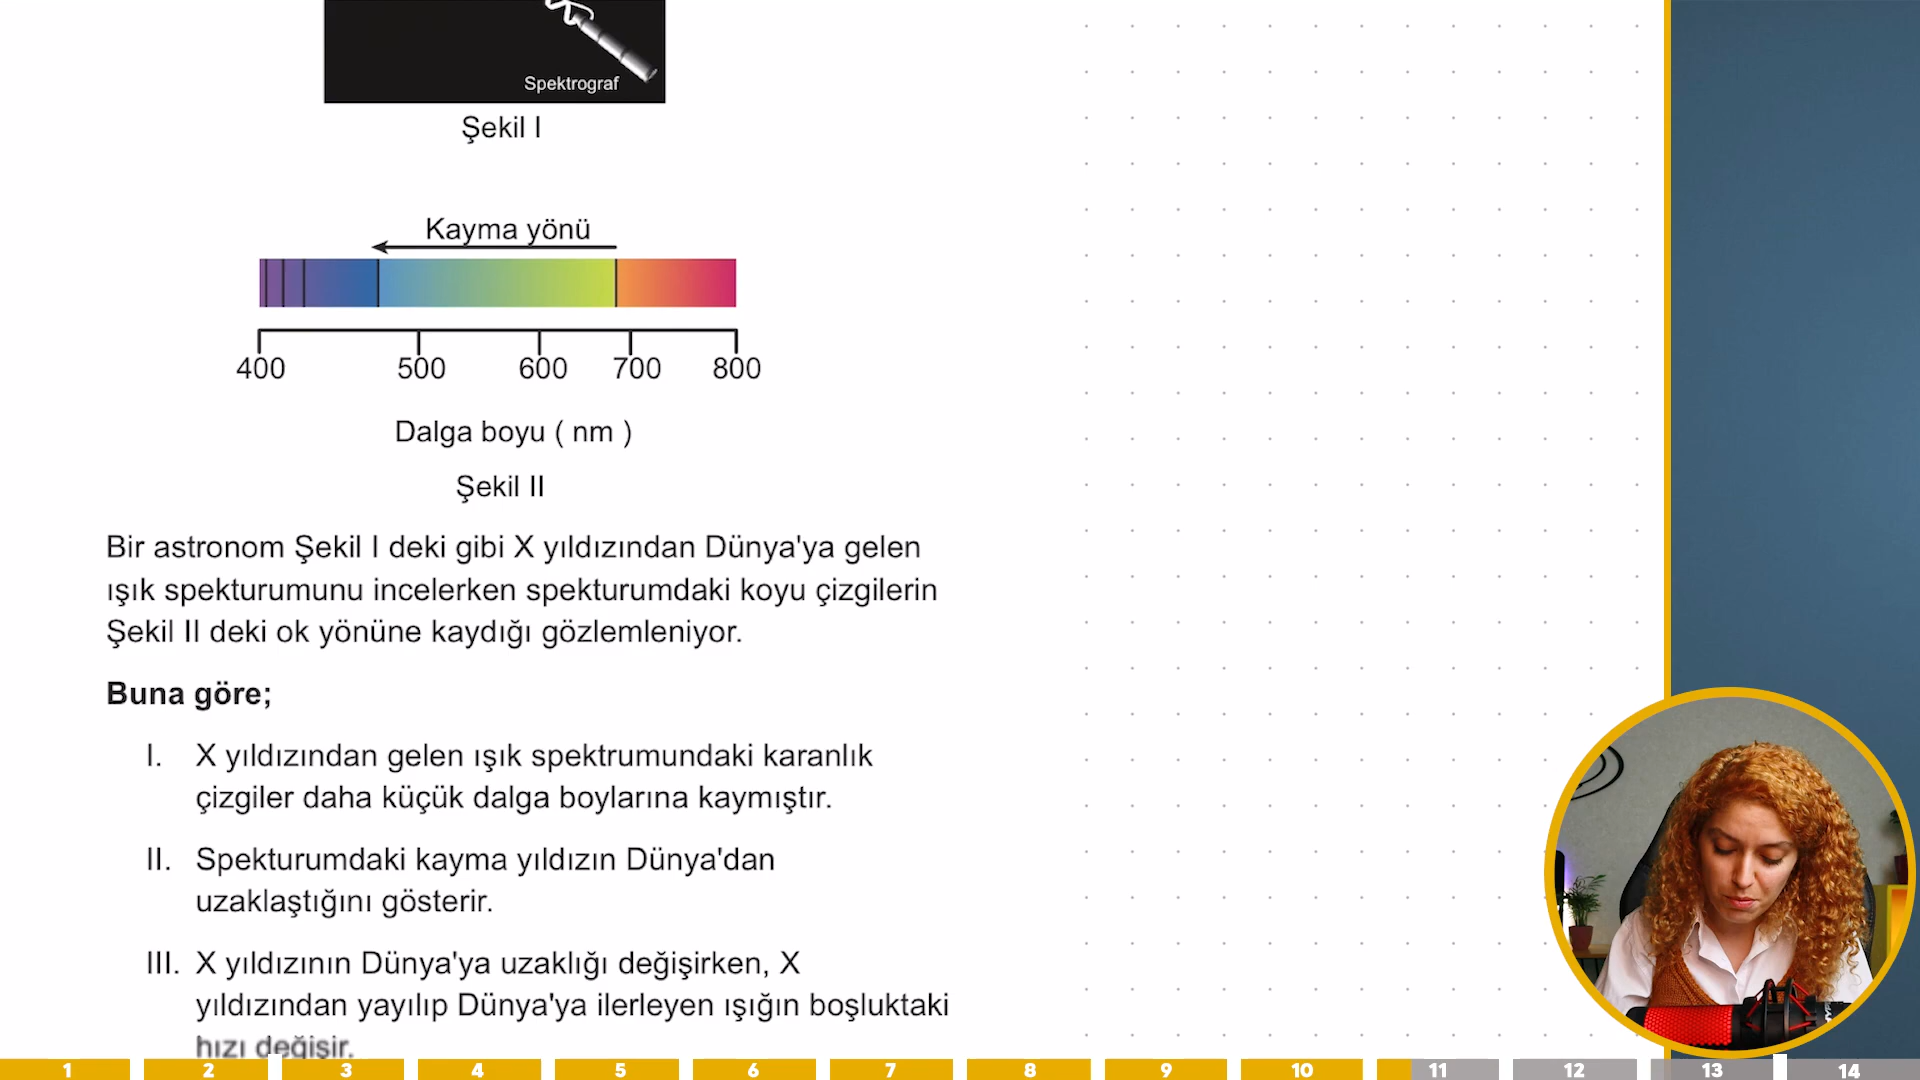 Spektrograf
Şekil I
Kayma yönü
400 500 600 700 800
Dalga boyu ( nm )
Şekil II
Bir astronom Şekil I deki gibi X yıldızından Dünya'ya gelen
ışık spekturumunu incelerken spekturumdaki koyu çizgilerin
Şekil II deki ok yönüne kaydığı gözlemleniyor.
Buna göre;
I. X yıldızından gelen ışık spektrumundaki karanlık
çizgiler daha küçük dalga boylarına kaymıştır.
II. Spekturumdaki kayma yıldızın Dünya'dan
uzaklaştığını gösterir.
III. X yıldızının Dünya'ya uzaklığı değişirken, X
yıldızından yayılıp Dünya'ya ilerleyen ışığın boşluktaki
hızı değişir.
1 2 3 4 5 6 7 8 9 10 11 12 13 14